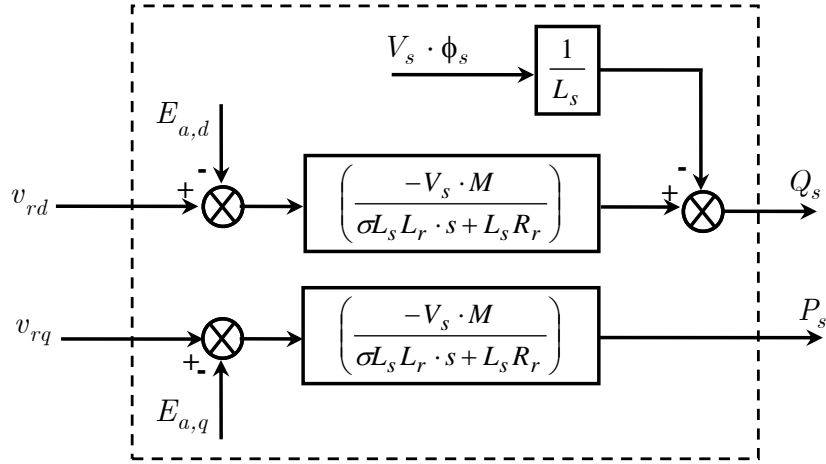 V_s · ϕ_s
1
L_s
E_{a,d}
-
-
v_{rd}
+
(-V_s · M / σL_sL_r · s + L_sR_r)
+
Q_s
v_{rq}
+
(-V_s · M / σL_sL_r · s + L_sR_r)
P_s
-
E_{a,q}